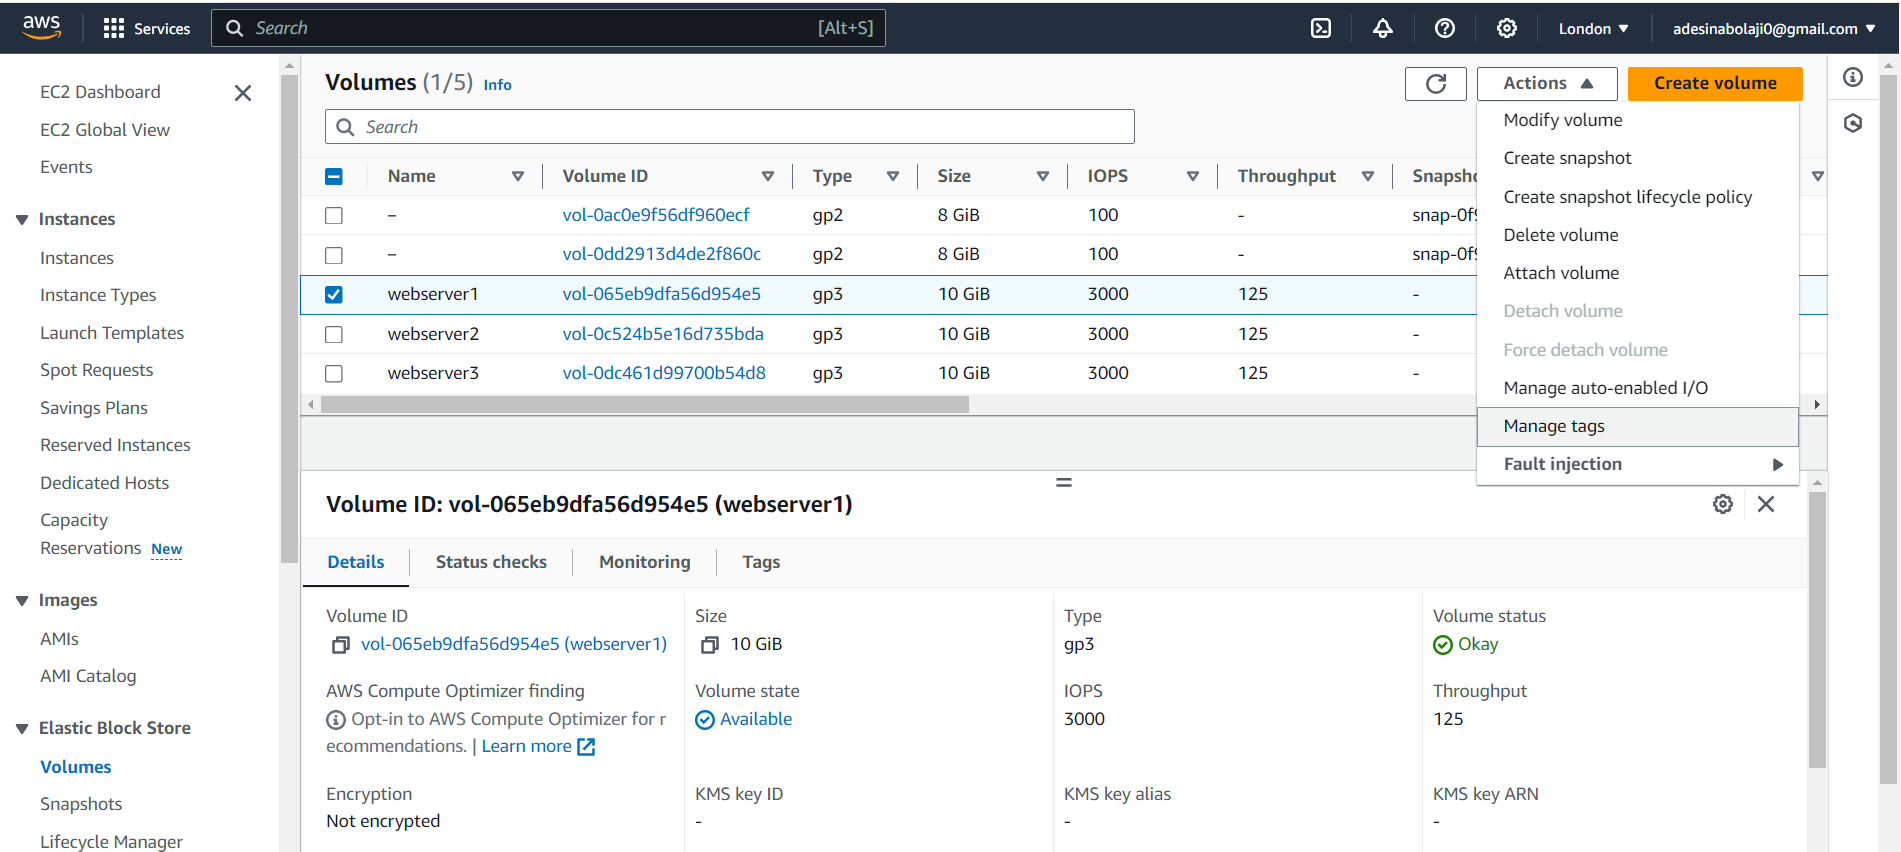 aws Services Search [Alt+S] London adesinabolaji0@gmail.com
EC2 Dashboard
EC2 Global View
Events
Instances
Instances
Instance Types
Launch Templates
Spot Requests
Savings Plans
Reserved Instances
Dedicated Hosts
Capacity
Reservations New
Images
AMIs
AMI Catalog
Elastic Block Store
Volumes
Snapshots
Lifecycle Manager
Volumes (1/5) Info
Actions
Create volume
Search
Name Volume ID Type Size IOPS Throughput Snapsh
– vol-0ac0e9f56df960ecf gp2 8 GiB 100 - snap-0f9
– vol-0dd2913d4de2f860c gp2 8 GiB 100 - snap-0f9
webserver1 vol-065eb9dfa56d954e5 gp3 10 GiB 3000 125 -
webserver2 vol-0c524b5e16d735bda gp3 10 GiB 3000 125 -
webserver3 vol-0dc461d99700b54d8 gp3 10 GiB 3000 125 -
Modify volume
Create snapshot
Create snapshot lifecycle policy
Delete volume
Attach volume
Detach volume
Force detach volume
Manage auto-enabled I/O
Manage tags
Fault injection
Volume ID: vol-065eb9dfa56d954e5 (webserver1)
Details Status checks Monitoring Tags
Volume ID
vol-065eb9dfa56d954e5 (webserver1)
Size
10 GiB
Type
gp3
Volume status
Okay
AWS Compute Optimizer finding
Opt-in to AWS Compute Optimizer for r
ecommendations. | Learn more
Volume state
Available
IOPS
3000
Throughput
125
Encryption
Not encrypted
KMS key ID
-
KMS key alias
-
KMS key ARN
-